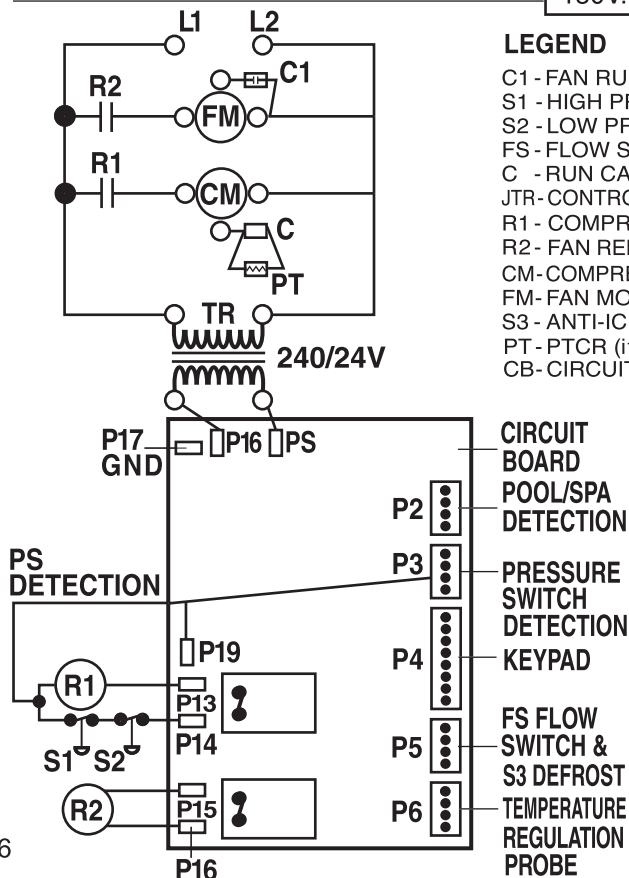 L1 L2
C1
R2
FM
R1
CM
C
PT
TR
240/24V
LEGEND
C1 - FAN RU
S1 - HIGH PR
S2 - LOW PR
FS - FLOW S
C - RUN CA
JTR - CONTRO
R1 - COMPR
R2 - FAN REL
CM - COMPRE
FM - FAN MO
S3 - ANTI-IC
PT - PTCR (i
CB - CIRCUIT
P17
GND
P16
PS
CIRCUIT
BOARD
P2
POOL/SPA
DETECTION
PS
DETECTION
P3
PRESSURE
SWITCH
DETECTION
P19
P4
KEYPAD
R1
P13
P14
S1 S2
P5
FS FLOW
SWITCH &
S3 DEFROST
R2
P15
P16
P6
TEMPERATURE
REGULATION
PROBE
6